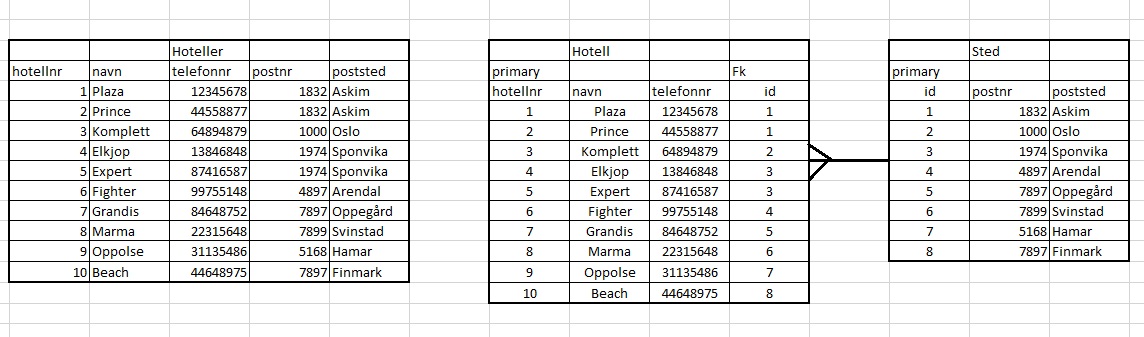 Hoteller
hotellnr navn telefonnr postnr poststed
1 Plaza 12345678 1832 Askim
2 Prince 44558877 1832 Askim
3 Komplett 64894879 1000 Oslo
4 Elkjop 13846848 1974 Sponvika
5 Expert 87416587 1974 Sponvika
6 Fighter 99755148 4897 Arendal
7 Grandis 84648752 7897 Oppegård
8 Marma 22315648 7899 Svinstad
9 Oppolse 31135486 5168 Hamar
10 Beach 44648975 7897 Finmark
Hotell
primary Fk
hotellnr navn telefonnr id
1 Plaza 12345678 1
2 Prince 44558877 1
3 Komplett 64894879 2
4 Elkjop 13846848 3
5 Expert 87416587 3
6 Fighter 99755148 4
7 Grandis 84648752 5
8 Marma 22315648 6
9 Oppolse 31135486 7
10 Beach 44648975 8
Sted
primary
id postnr poststed
1 1832 Askim
2 1000 Oslo
3 1974 Sponvika
4 4897 Arendal
5 7897 Oppegård
6 7899 Svinstad
7 5168 Hamar
8 7897 Finmark